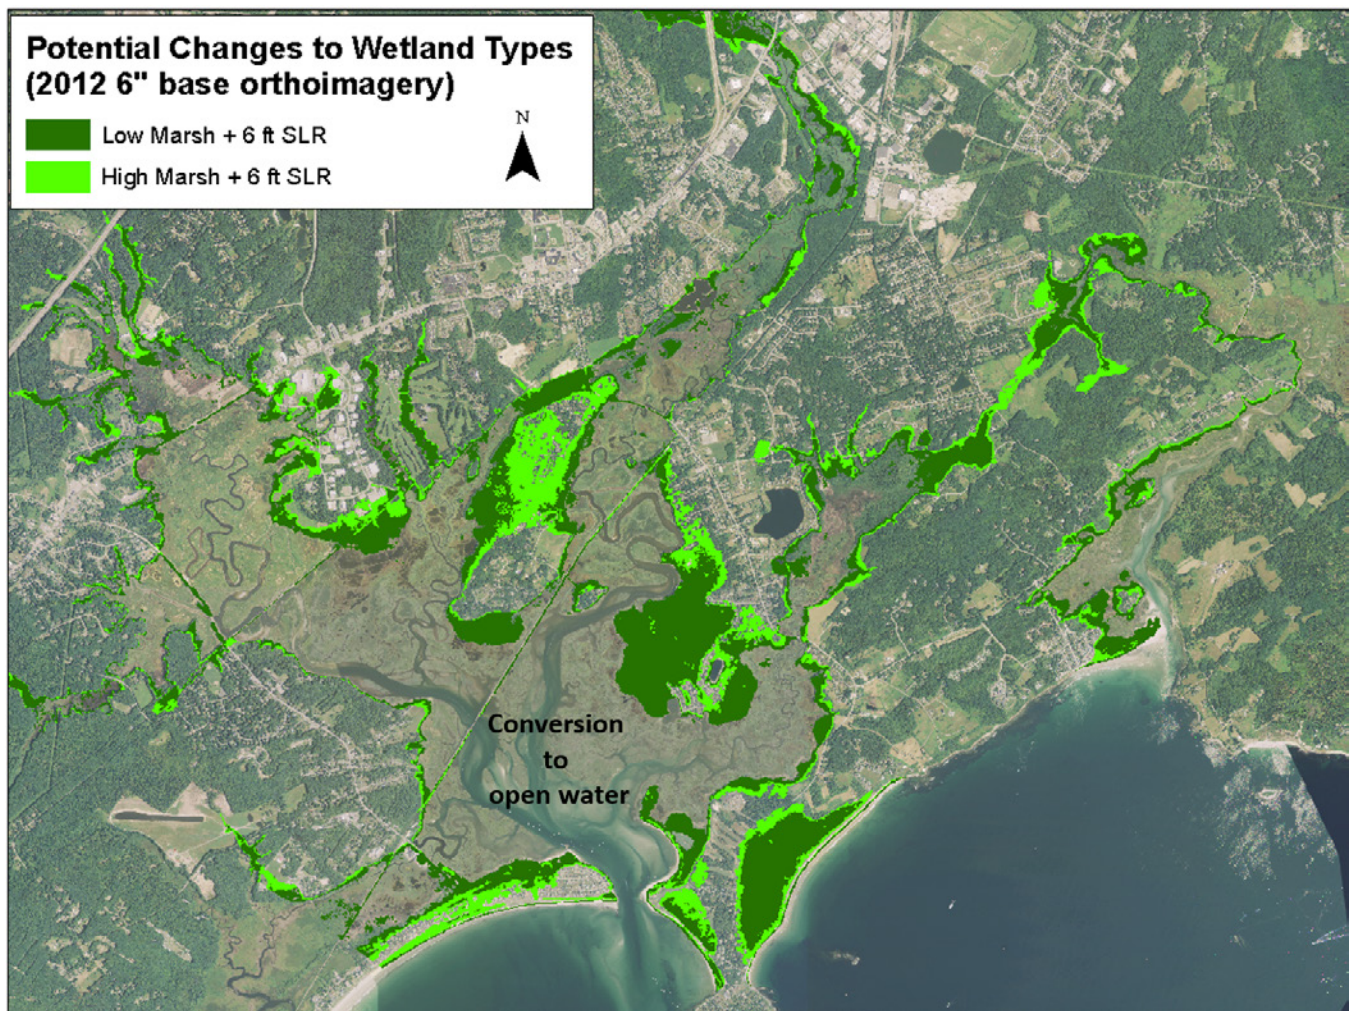 Potential Changes to Wetland Types
(2012 6" base orthoimagery)
N
Low Marsh + 6 ft SLR
High Marsh + 6 ft SLR
Conversion
to
open water